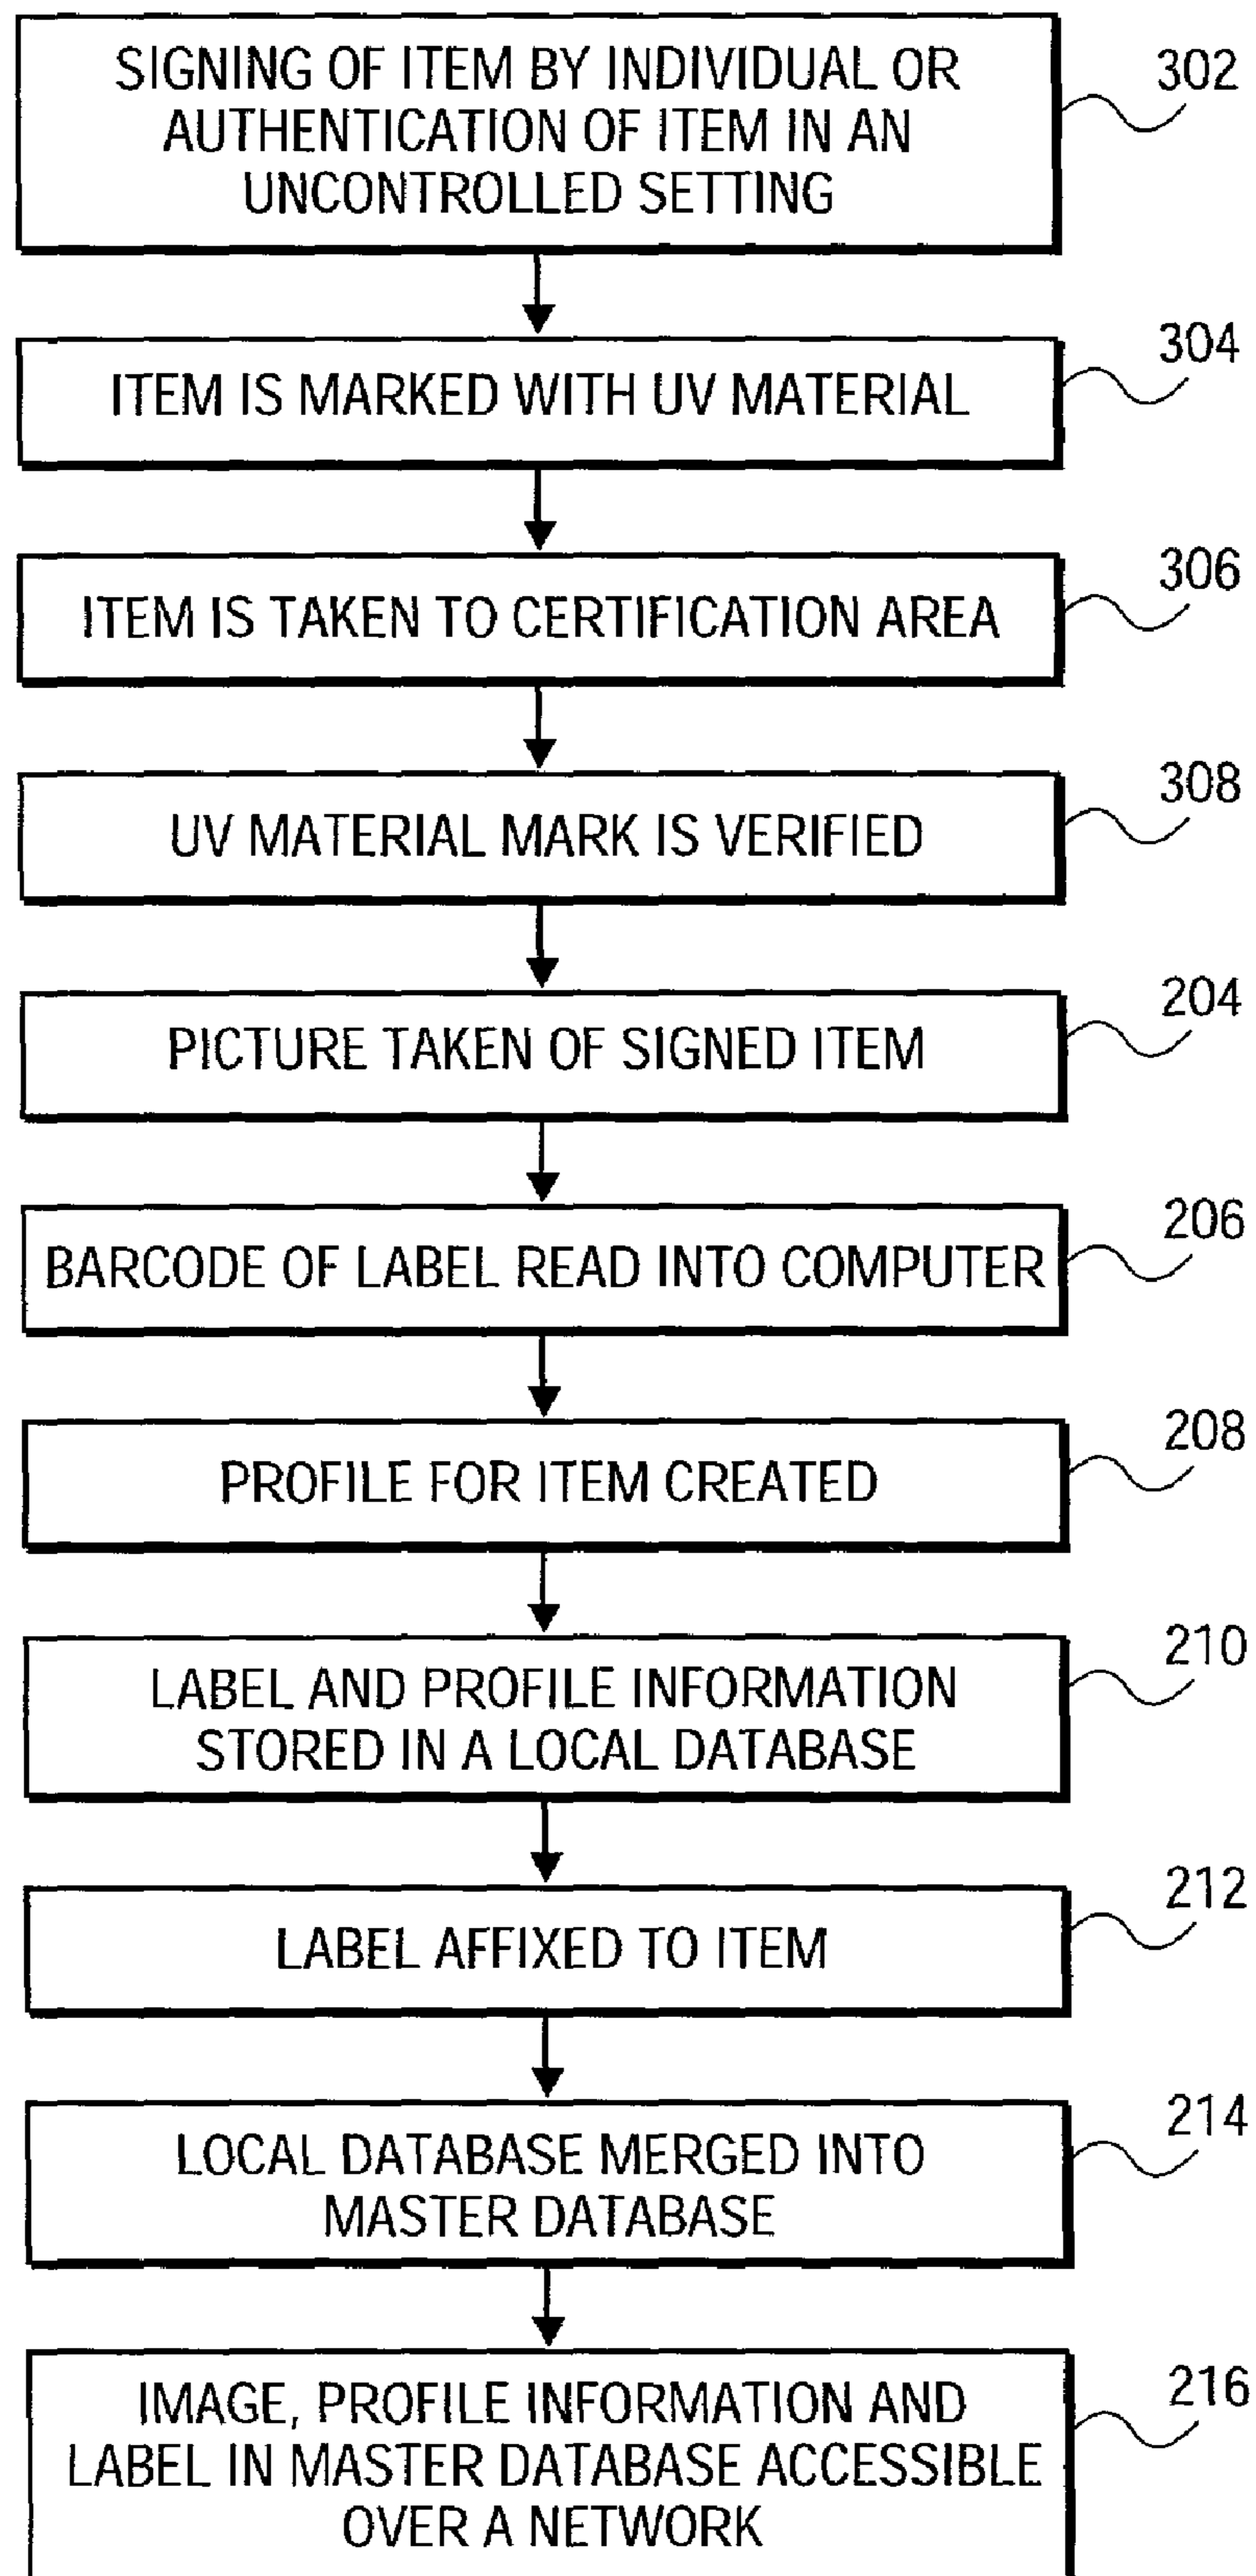 SIGNING OF ITEM BY INDIVIDUAL OR
AUTHENTICATION OF ITEM IN AN
UNCONTROLLED SETTING
302
ITEM IS MARKED WITH UV MATERIAL
304
ITEM IS TAKEN TO CERTIFICATION AREA
306
UV MATERIAL MARK IS VERIFIED
308
PICTURE TAKEN OF SIGNED ITEM
204
BARCODE OF LABEL READ INTO COMPUTER
206
PROFILE FOR ITEM CREATED
208
LABEL AND PROFILE INFORMATION
STORED IN A LOCAL DATABASE
210
LABEL AFFIXED TO ITEM
212
LOCAL DATABASE MERGED INTO
MASTER DATABASE
214
IMAGE, PROFILE INFORMATION AND
LABEL IN MASTER DATABASE ACCESSIBLE
OVER A NETWORK
216